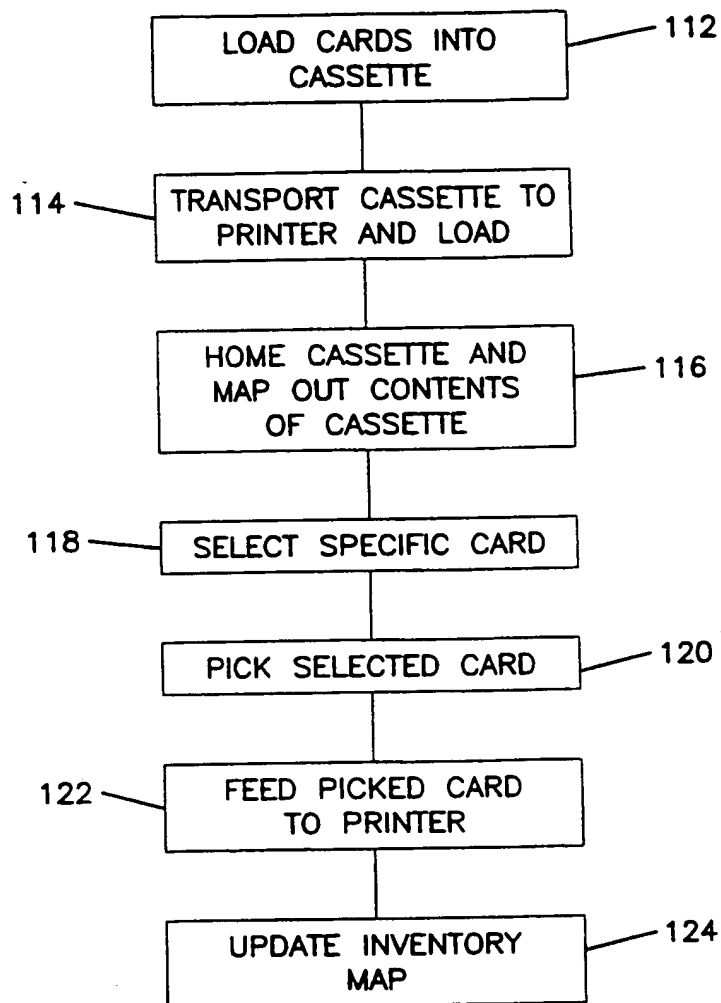 LOAD CARDS INTO
CASSETTE
112
114
TRANSPORT CASSETTE TO
PRINTER AND LOAD
HOME CASSETTE AND
MAP OUT CONTENTS
OF CASSETTE
116
118
SELECT SPECIFIC CARD
PICK SELECTED CARD
120
122
FEED PICKED CARD
TO PRINTER
UPDATE INVENTORY
MAP
124